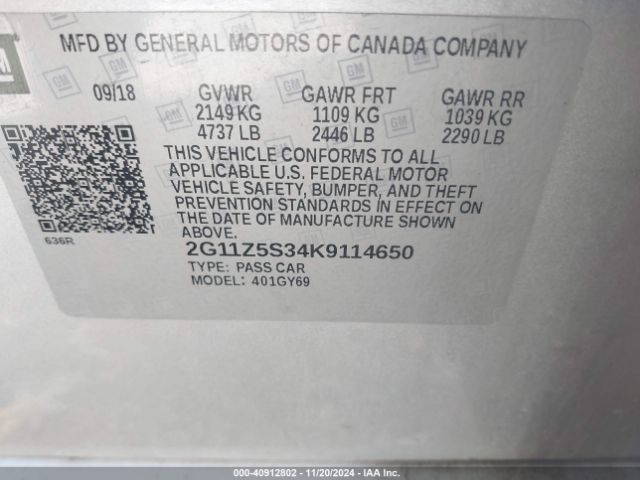 GM
MFD BY GENERAL MOTORS OF CANADA COMPANY
09/18 GVWR GAWR FRT GAWR RR
2149 KG 1109 KG 1039 KG
4737 LB 2446 LB 2290 LB
THIS VEHICLE CONFORMS TO ALL
APPLICABLE U.S. FEDERAL MOTOR
VEHICLE SAFETY, BUMPER, AND THEFT
PREVENTION STANDARDS IN EFFECT ON
THE DATE OF MANUFACTURE SHOWN
ABOVE.
636R
2G11Z5S34K9114650
TYPE: PASS CAR
MODEL: 401GY69
000-40912802 - 11/20/2024 - IAA Inc.